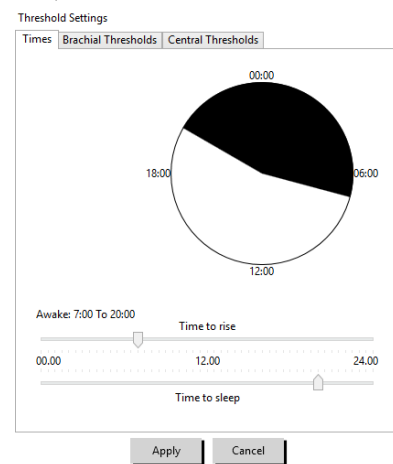 Threshold Settings
Times Brachial Thresholds Central Thresholds
00:00
18:00 06:00
12:00
Awake: 7:00 To 20:00
Time to rise
00.00 12.00 24.00
Time to sleep
Apply Cancel